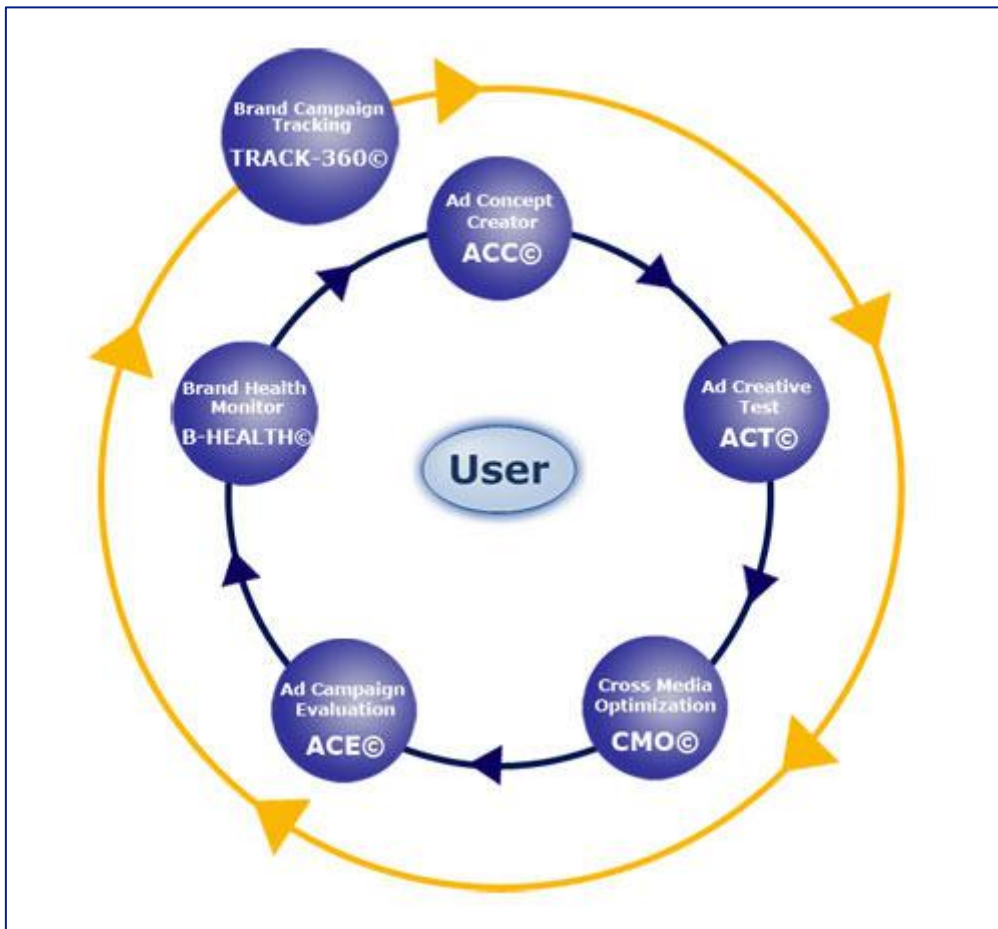 Brand Campaign
Tracking
TRACK-360©
Ad Concept
Creator
ACC©
Brand Health
Monitor
B-HEALTH©
Ad Creative
Test
ACT©
User
Ad Campaign
Evaluation
ACE©
Cross Media
Optimization
CMO©